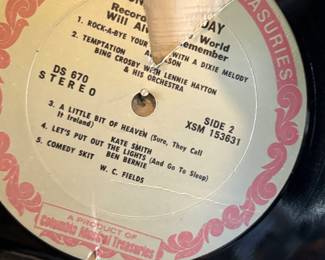 JAY
Record World
Will Al Remember
1. ROCK-A-BYE YOUR WITH A DIXIE MELODY
AL JOLSON
2. TEMPTATION
BING CROSBY WITH LENNIE HAYTON
& HIS ORCHESTRA
DS 670
STEREO
SIDE 2
XSM 153631
3. A LITTLE BIT OF HEAVEN (Sure, They Call
It Ireland)
KATE SMITH
4. LET'S PUT OUT THE LIGHTS (And Go To Sleep)
BEN BERNIE
5. COMEDY SKIT
W. C. FIELDS
A PRODUCT OF
Columbia Musical Treasuries
TREASURIES